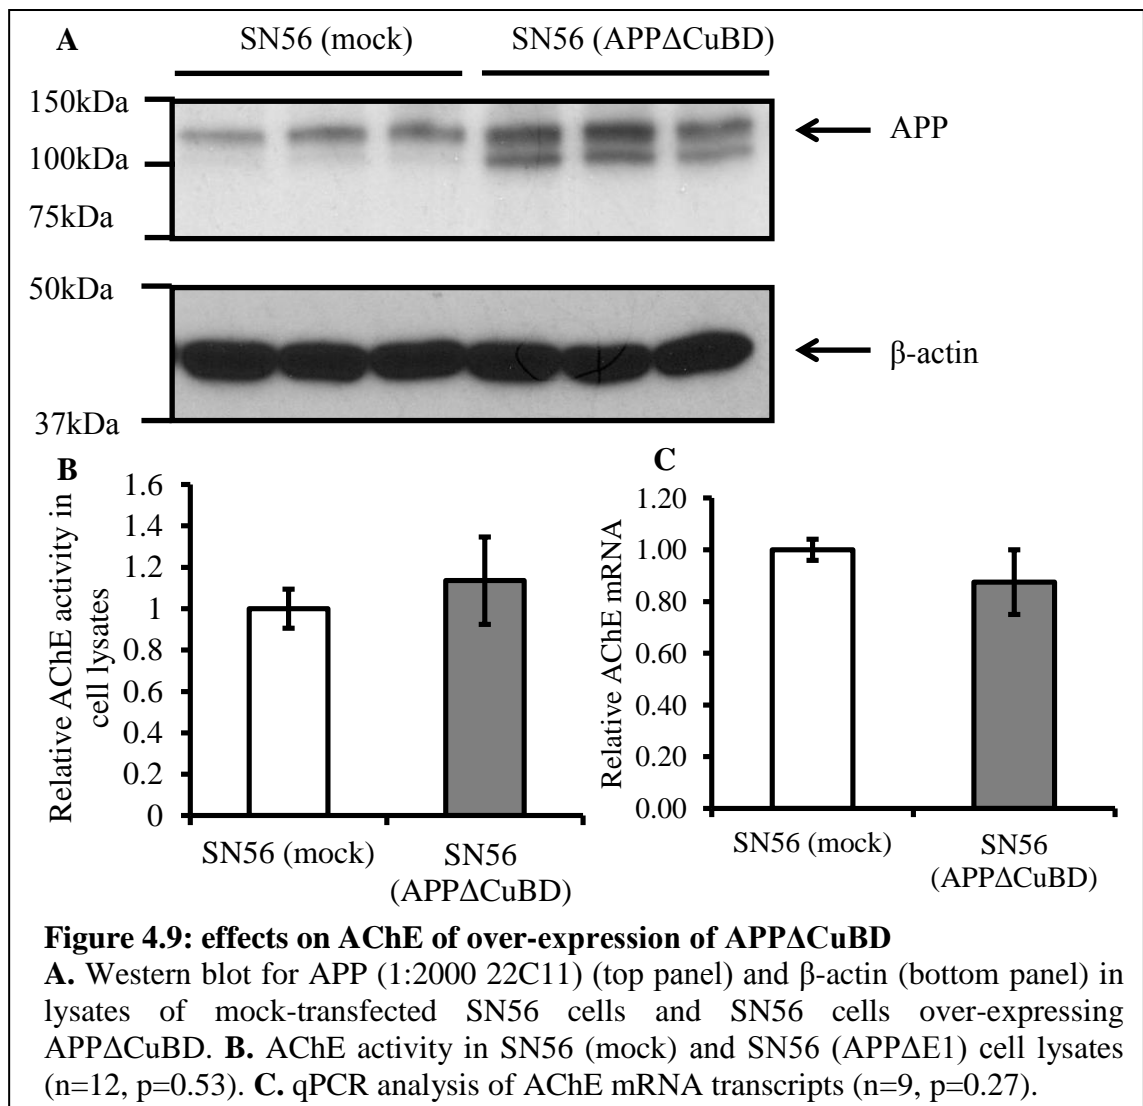 A
SN56 (mock)
SN56 (APPΔCuBD)
150kDa
APP
100kDa
75kDa
50kDa
β-actin
37kDa
B
Relative AChE activity in
cell lysates
1.6
1.4
1.2
1
0.8
0.6
0.4
0.2
0
SN56 (mock)
SN56
(APPΔCuBD)
C
Relative AChE mRNA
1.20
1.00
0.80
0.60
0.40
0.20
0.00
SN56 (mock)
SN56
(APPΔCuBD)
Figure 4.9: effects on AChE of over-expression of APPΔCuBD
A. Western blot for APP (1:2000 22C11) (top panel) and β-actin (bottom panel) in
lysates of mock-transfected SN56 cells and SN56 cells over-expressing
APPΔCuBD. B. AChE activity in SN56 (mock) and SN56 (APPΔE1) cell lysates
(n=12, p=0.53). C. qPCR analysis of AChE mRNA transcripts (n=9, p=0.27).